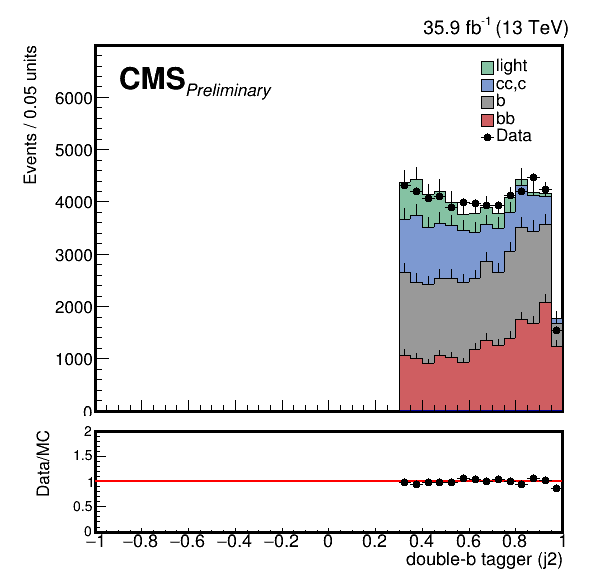 35.9 fb⁻¹ (13 TeV)
CMS Preliminary
Events / 0.05 units
light
cc,c
b
bb
Data
6000
5000
4000
3000
2000
1000
0
Data/MC
2
1.5
1
0.5
0
−1 −0.8 −0.6 −0.4 −0.2 0 0.2 0.4 0.6 0.8 1
double-b tagger (j2)